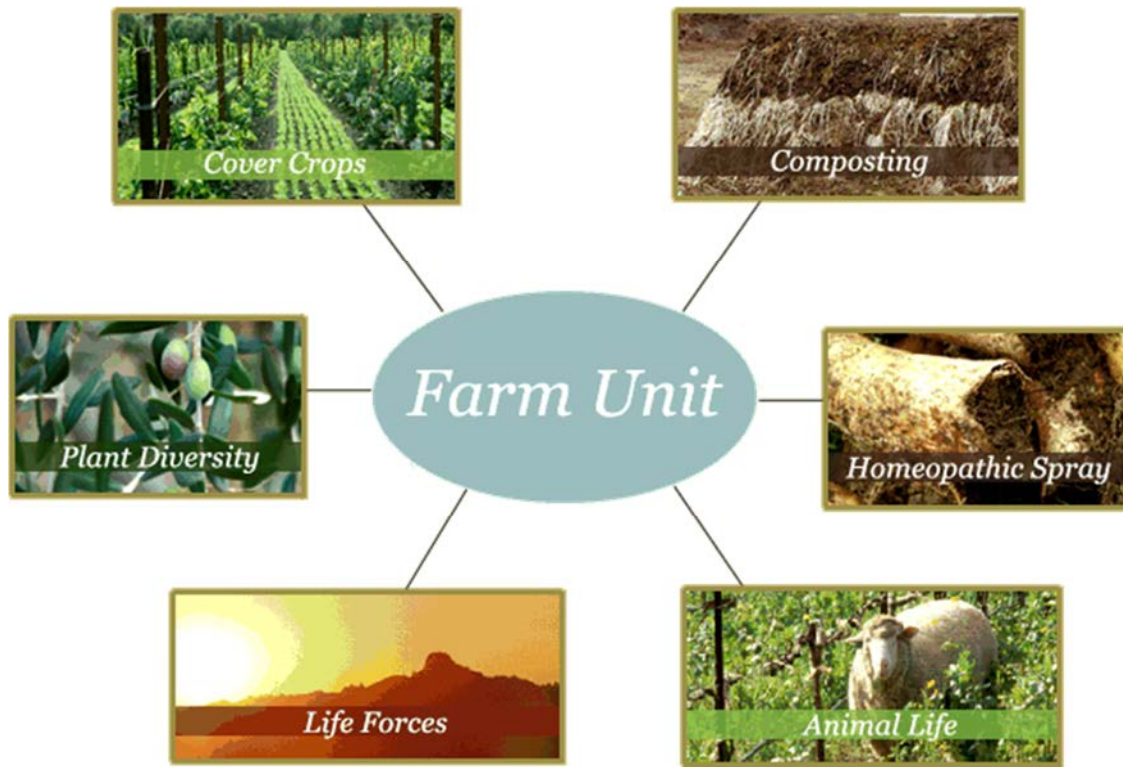 Cover Crops
Composting
Farm Unit
Plant Diversity
Homeopathic Spray
Life Forces
Animal Life